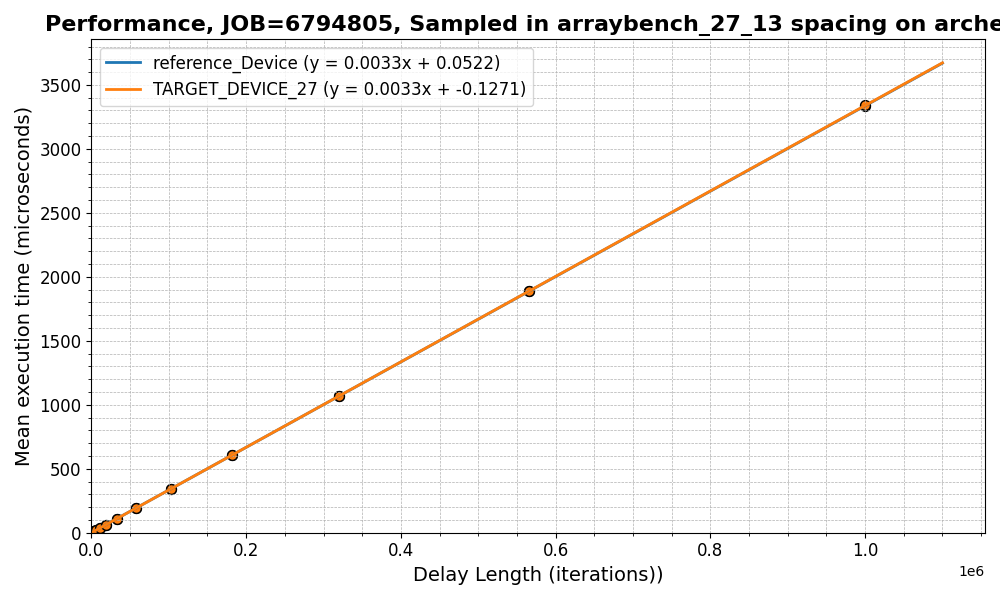 Performance, JOB=6794805, Sampled in arraybench_27_13 spacing on arche
reference_Device (y = 0.0033x + 0.0522)
TARGET_DEVICE_27 (y = 0.0033x + -0.1271)
Mean execution time (microseconds)
3500
3000
2500
2000
1500
1000
500
0
0.0 0.2 0.4 0.6 0.8 1.0
1e6
Delay Length (iterations))